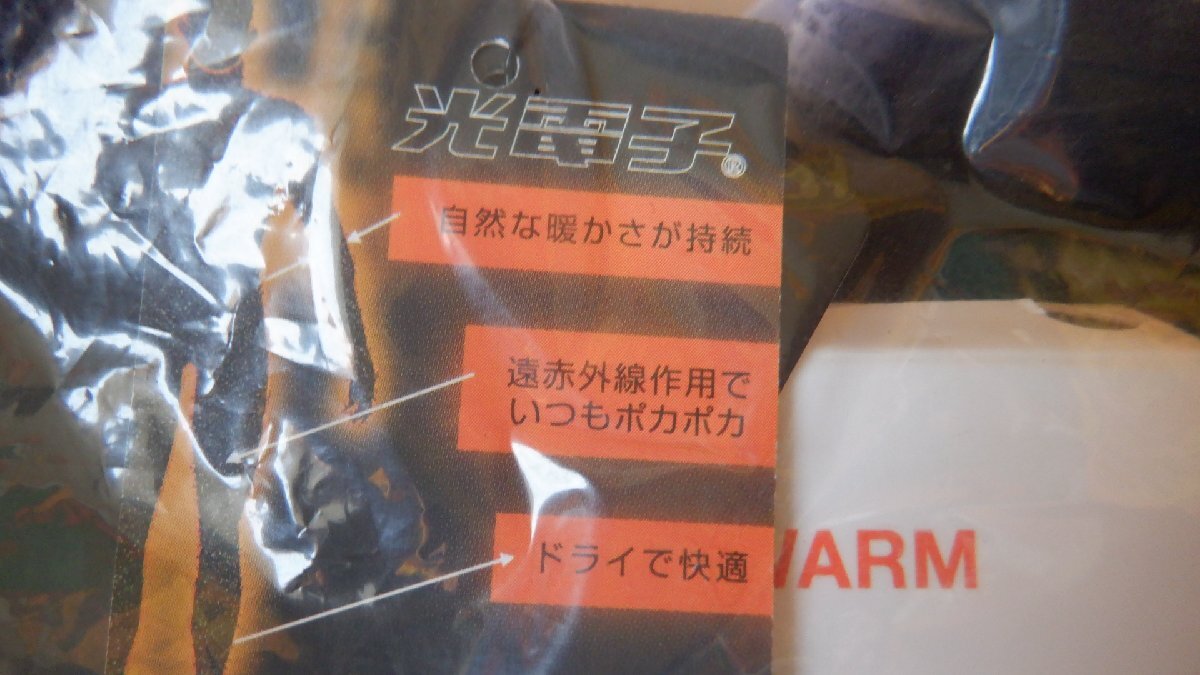 光電子®
自然な暖かさが持続
遠赤外線作用で
いつもポカポカ
ドライで快適
WARM